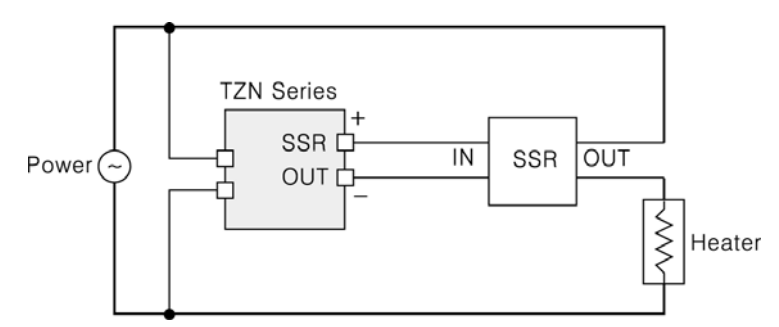 TZN Series
+
SSR
IN
SSR
OUT
Power
~
OUT
−
Heater